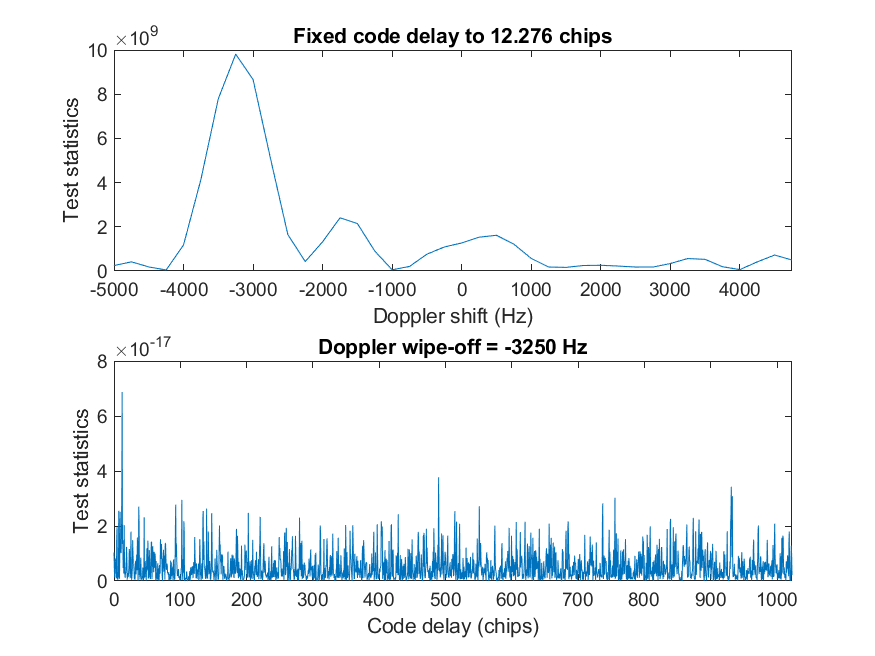 Fixed code delay to 12.276 chips
×10^9
10
8
6
4
2
0
Test statistics
-5000 -4000 -3000 -2000 -1000 0 1000 2000 3000 4000
Doppler shift (Hz)
Doppler wipe-off = -3250 Hz
×10^-17
8
6
4
2
0
Test statistics
0 100 200 300 400 500 600 700 800 900 1000
Code delay (chips)